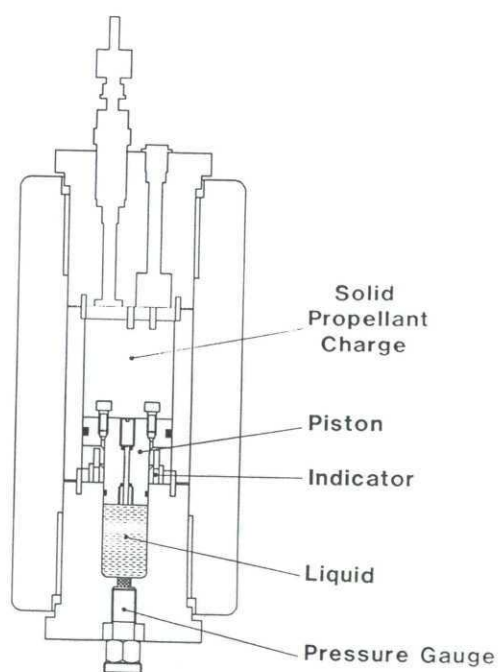 Solid
Propellant
Charge
Piston
Indicator
Liquid
Pressure Gauge